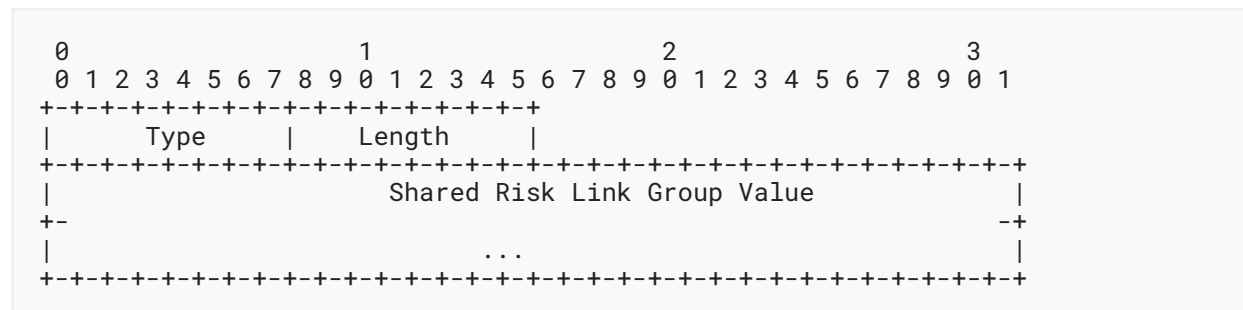 0                   1                   2                   3
 0 1 2 3 4 5 6 7 8 9 0 1 2 3 4 5 6 7 8 9 0 1 2 3 4 5 6 7 8 9 0 1
+-+-+-+-+-+-+-+-+-+-+-+-+-+-+-+-+
|      Type     |    Length     |
+-+-+-+-+-+-+-+-+-+-+-+-+-+-+-+-+-+-+-+-+-+-+-+-+-+-+-+-+-+-+-+-+
|                      Shared Risk Link Group Value             |
+-                                                             -+
|                            ...                                |
+-+-+-+-+-+-+-+-+-+-+-+-+-+-+-+-+-+-+-+-+-+-+-+-+-+-+-+-+-+-+-+-+